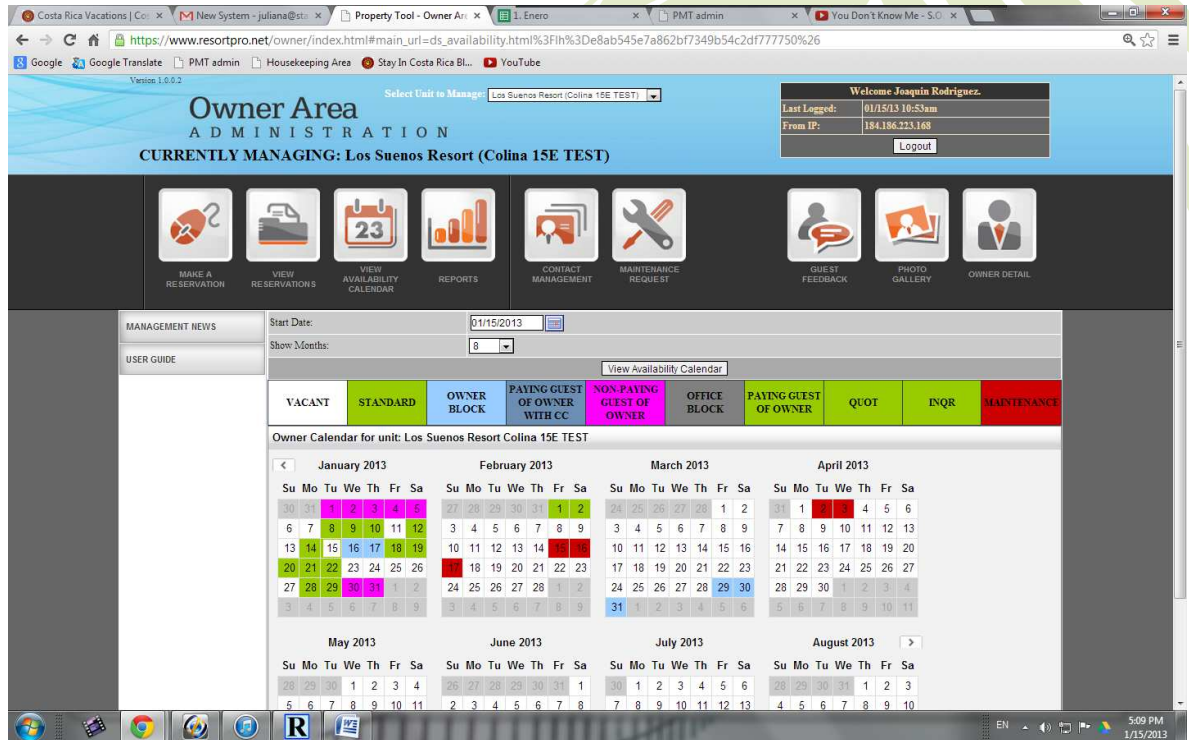 Costa Rica Vacations | Cos
New System - juliana@sta
Property Tool - Owner Are
1. Enero
PMT admin
You Don't Know Me - S.O.
https://www.resortpro.net/owner/index.html#main_url=ds_availability.html%3Flh%3De8ab545e7a862bf7349b54c2df777750%26
Google Google Translate PMT admin Housekeeping Area Stay In Costa Rica Bl... YouTube
Version 1.0.0.2
Owner Area
ADMINISTRATION
Select Unit to Manage: Los Suenos Resort (Colina 15E TEST)
CURRENTLY MANAGING: Los Suenos Resort (Colina 15E TEST)
Welcome Joaquin Rodriguez.
Last Logged: 01/15/13 10:53am
From IP: 184.186.223.168
Logout
23
MAKE A RESERVATION
VIEW RESERVATIONS
VIEW AVAILABILITY CALENDAR
REPORTS
CONTACT MANAGEMENT
MAINTENANCE REQUEST
GUEST FEEDBACK
PHOTO GALLERY
OWNER DETAIL
MANAGEMENT NEWS
USER GUIDE
Start Date: 01/15/2013
Show Months: 8
View Availability Calendar
VACANT
STANDARD
OWNER BLOCK
PAYING GUEST OF OWNER WITH CC
NON-PAYING GUEST OF OWNER
OFFICE BLOCK
PAYING GUEST OF OWNER
QUOT
INQR
MAINTENANCE
Owner Calendar for unit: Los Suenos Resort Colina 15E TEST
< January 2013
Su Mo Tu We Th Fr Sa
30 31 1 2 3 4 5
6 7 8 9 10 11 12
13 14 15 16 17 18 19
20 21 22 23 24 25 26
27 28 29 30 31 1 2
3 4 5 6 7 8 9
February 2013
Su Mo Tu We Th Fr Sa
27 28 29 30 31 1 2
3 4 5 6 7 8 9
10 11 12 13 14 15 16
17 18 19 20 21 22 23
24 25 26 27 28 1 2
3 4 5 6 7 8 9
March 2013
Su Mo Tu We Th Fr Sa
24 25 26 27 28 1 2
3 4 5 6 7 8 9
10 11 12 13 14 15 16
17 18 19 20 21 22 23
24 25 26 27 28 29 30
31 1 2 3 4 5 6
April 2013
Su Mo Tu We Th Fr Sa
31 1 2 3 4 5 6
7 8 9 10 11 12 13
14 15 16 17 18 19 20
21 22 23 24 25 26 27
28 29 30 1 2 3 4
5 6 7 8 9 10 11
May 2013
Su Mo Tu We Th Fr Sa
28 29 30 1 2 3 4
5 6 7 8 9 10 11
June 2013
Su Mo Tu We Th Fr Sa
26 27 28 29 30 31 1
2 3 4 5 6 7 8
July 2013
Su Mo Tu We Th Fr Sa
30 1 2 3 4 5 6
7 8 9 10 11 12 13
August 2013 >
Su Mo Tu We Th Fr Sa
28 29 30 31 1 2 3
4 5 6 7 8 9 10
R
EN
5:09 PM
1/15/2013